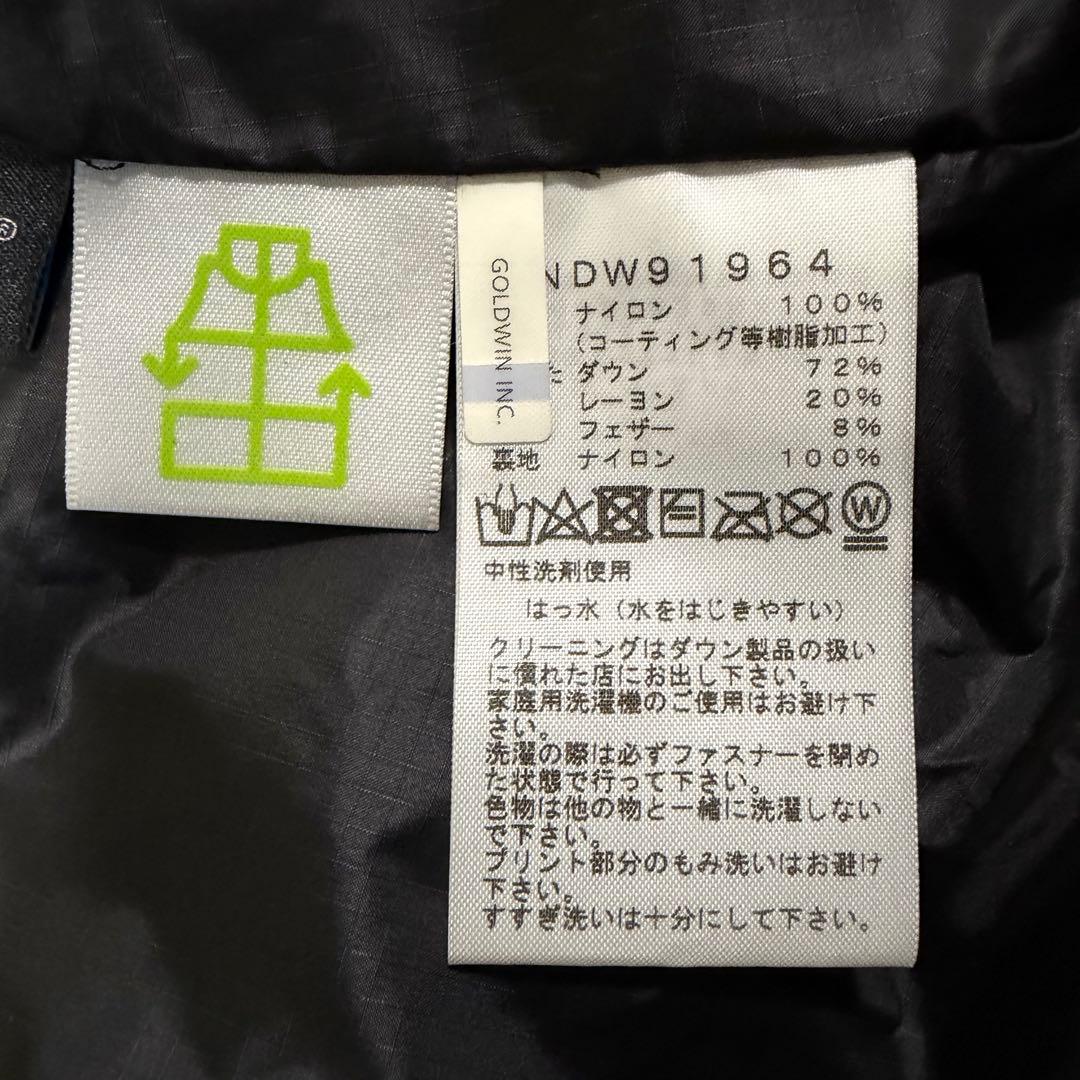 ®
GOLDWIN INC.
NDW91964
ナイロン 100%
(コーティング等樹脂加工)
た ダウン 72%
レーヨン 20%
フェザー 8%
裏地 ナイロン 100%
W
中性洗剤使用
はっ水（水をはじきやすい）
クリーニングはダウン製品の扱い
に慣れた店にお出し下さい。
家庭用洗濯機のご使用はお避け下
さい。
洗濯の際は必ずファスナーを閉め
た状態で行って下さい。
色物は他の物と一緒に洗濯しない
で下さい。
プリント部分のもみ洗いはお避け
下さい。
すすぎ洗いは十分にして下さい。